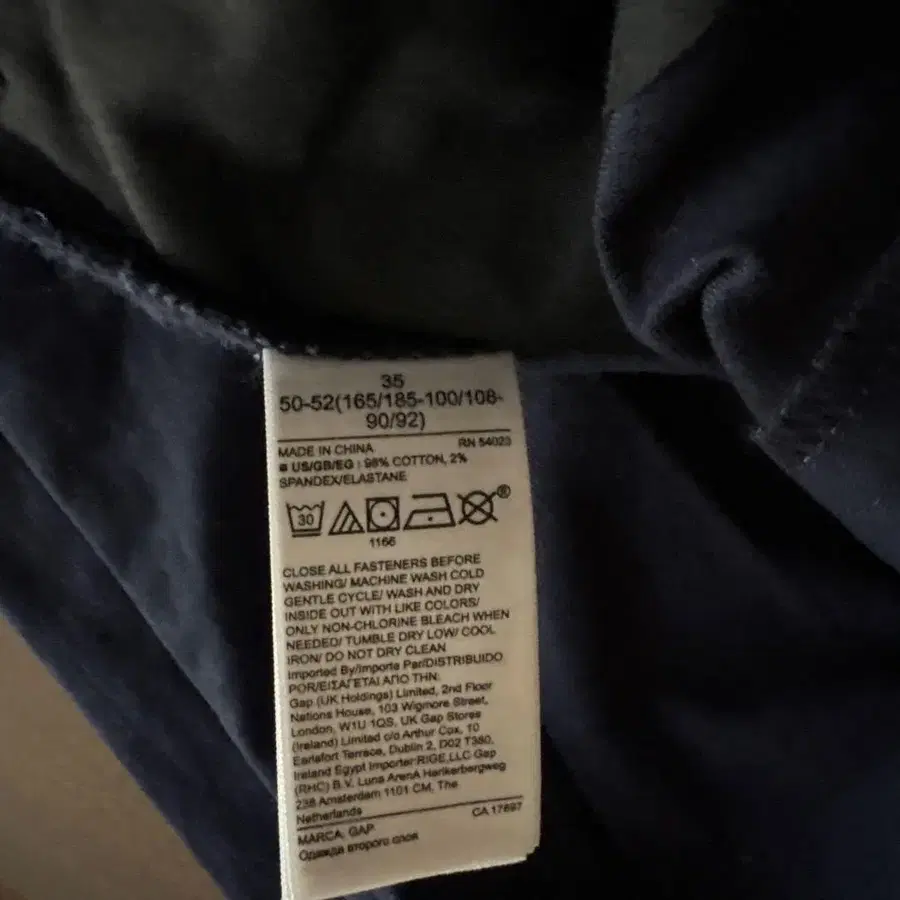 35
50-52(165/185-100/108-
90/92)
MADE IN CHINA RN 54023
US/GB/EG : 98% COTTON, 2%
SPANDEX/ELASTANE
30
®
1166
CLOSE ALL FASTENERS BEFORE
WASHING/ MACHINE WASH COLD
GENTLE CYCLE/ WASH AND DRY
INSIDE OUT WITH LIKE COLORS/
ONLY NON-CHLORINE BLEACH WHEN
NEEDED/ TUMBLE DRY LOW/ COOL
IRON/ DO NOT DRY CLEAN
Imported By/Importe Par/DISTRIBUIDO
POR/ΕΙΣΑΓΕΤΑΙ ΑΠΟ ΤΗΝ:
Gap (UK Holdings) Limited, 2nd Floor
Nations House, 103 Wigmore Street,
London, W1U 1QS, UK Gap Stores
(Ireland) Limited c/o Arthur Cox, 10
Earlsfort Terrace, Dublin 2, D02 T380,
Ireland Egypt Importer:RIGE,LLC Gap
(RHC) B.V. Luna ArenA Herikerbergweg
238 Amsterdam 1101 CM, The
Netherlands CA 17897
MARCA: GAP
Одежда второго слоя